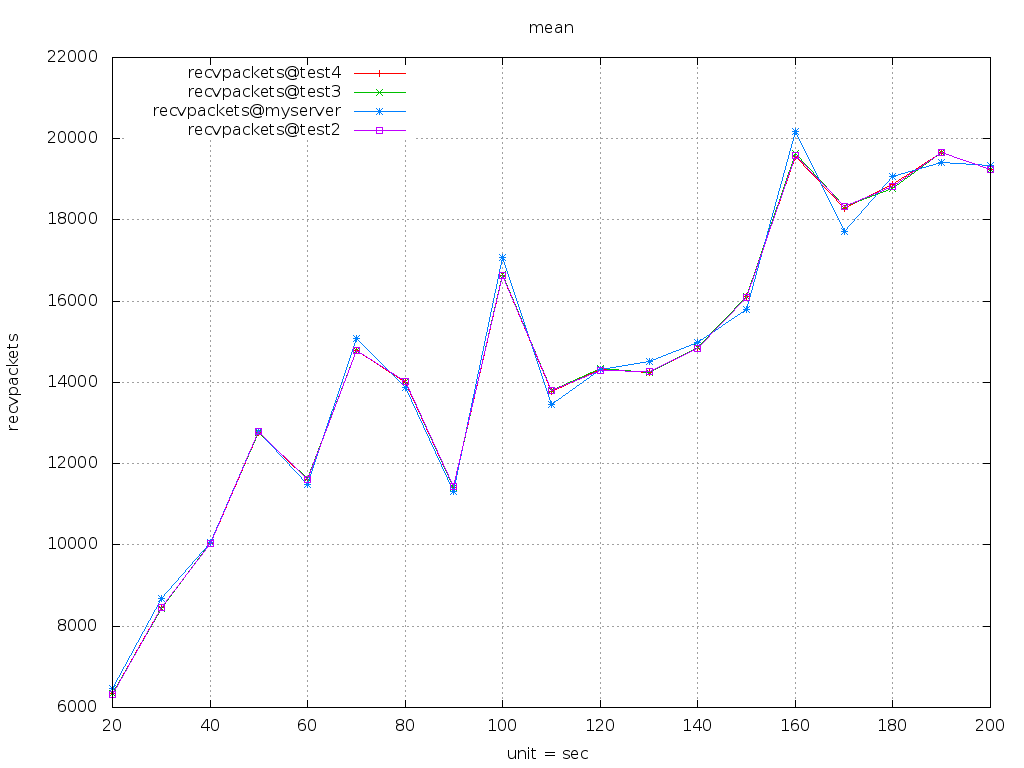 mean
22000
20000
18000
16000
14000
12000
10000
8000
6000
recvpackets
recvpackets@test4
recvpackets@test3
recvpackets@myserver
recvpackets@test2
20 40 60 80 100 120 140 160 180 200
unit = sec